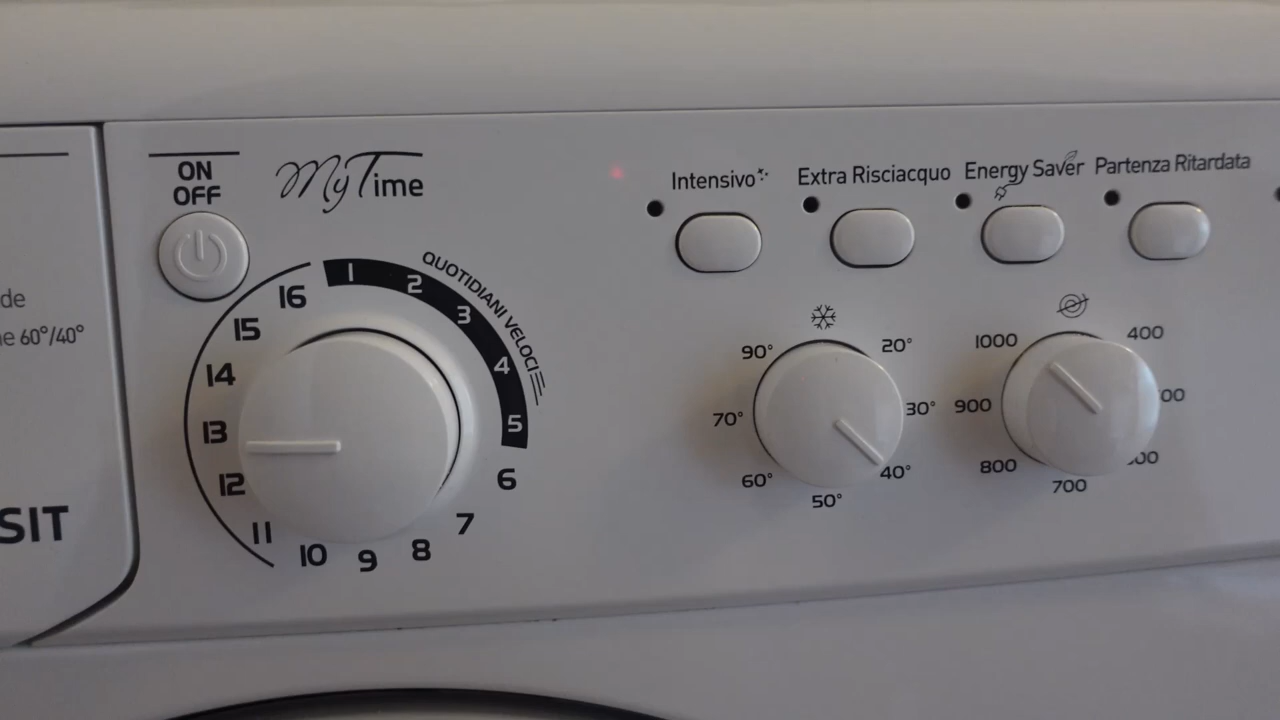 ON
OFF
MyTime
Intensivo
Extra Risciacquo
Energy Saver
Partenza Ritardata
de
e 60°/40°
SIT
QUOTIDIANI VELOCI
1
2
3
4
5
6
7
8
9
10
11
12
13
14
15
16
20°
30°
40°
50°
60°
70°
90°
400
00
00
700
800
900
1000